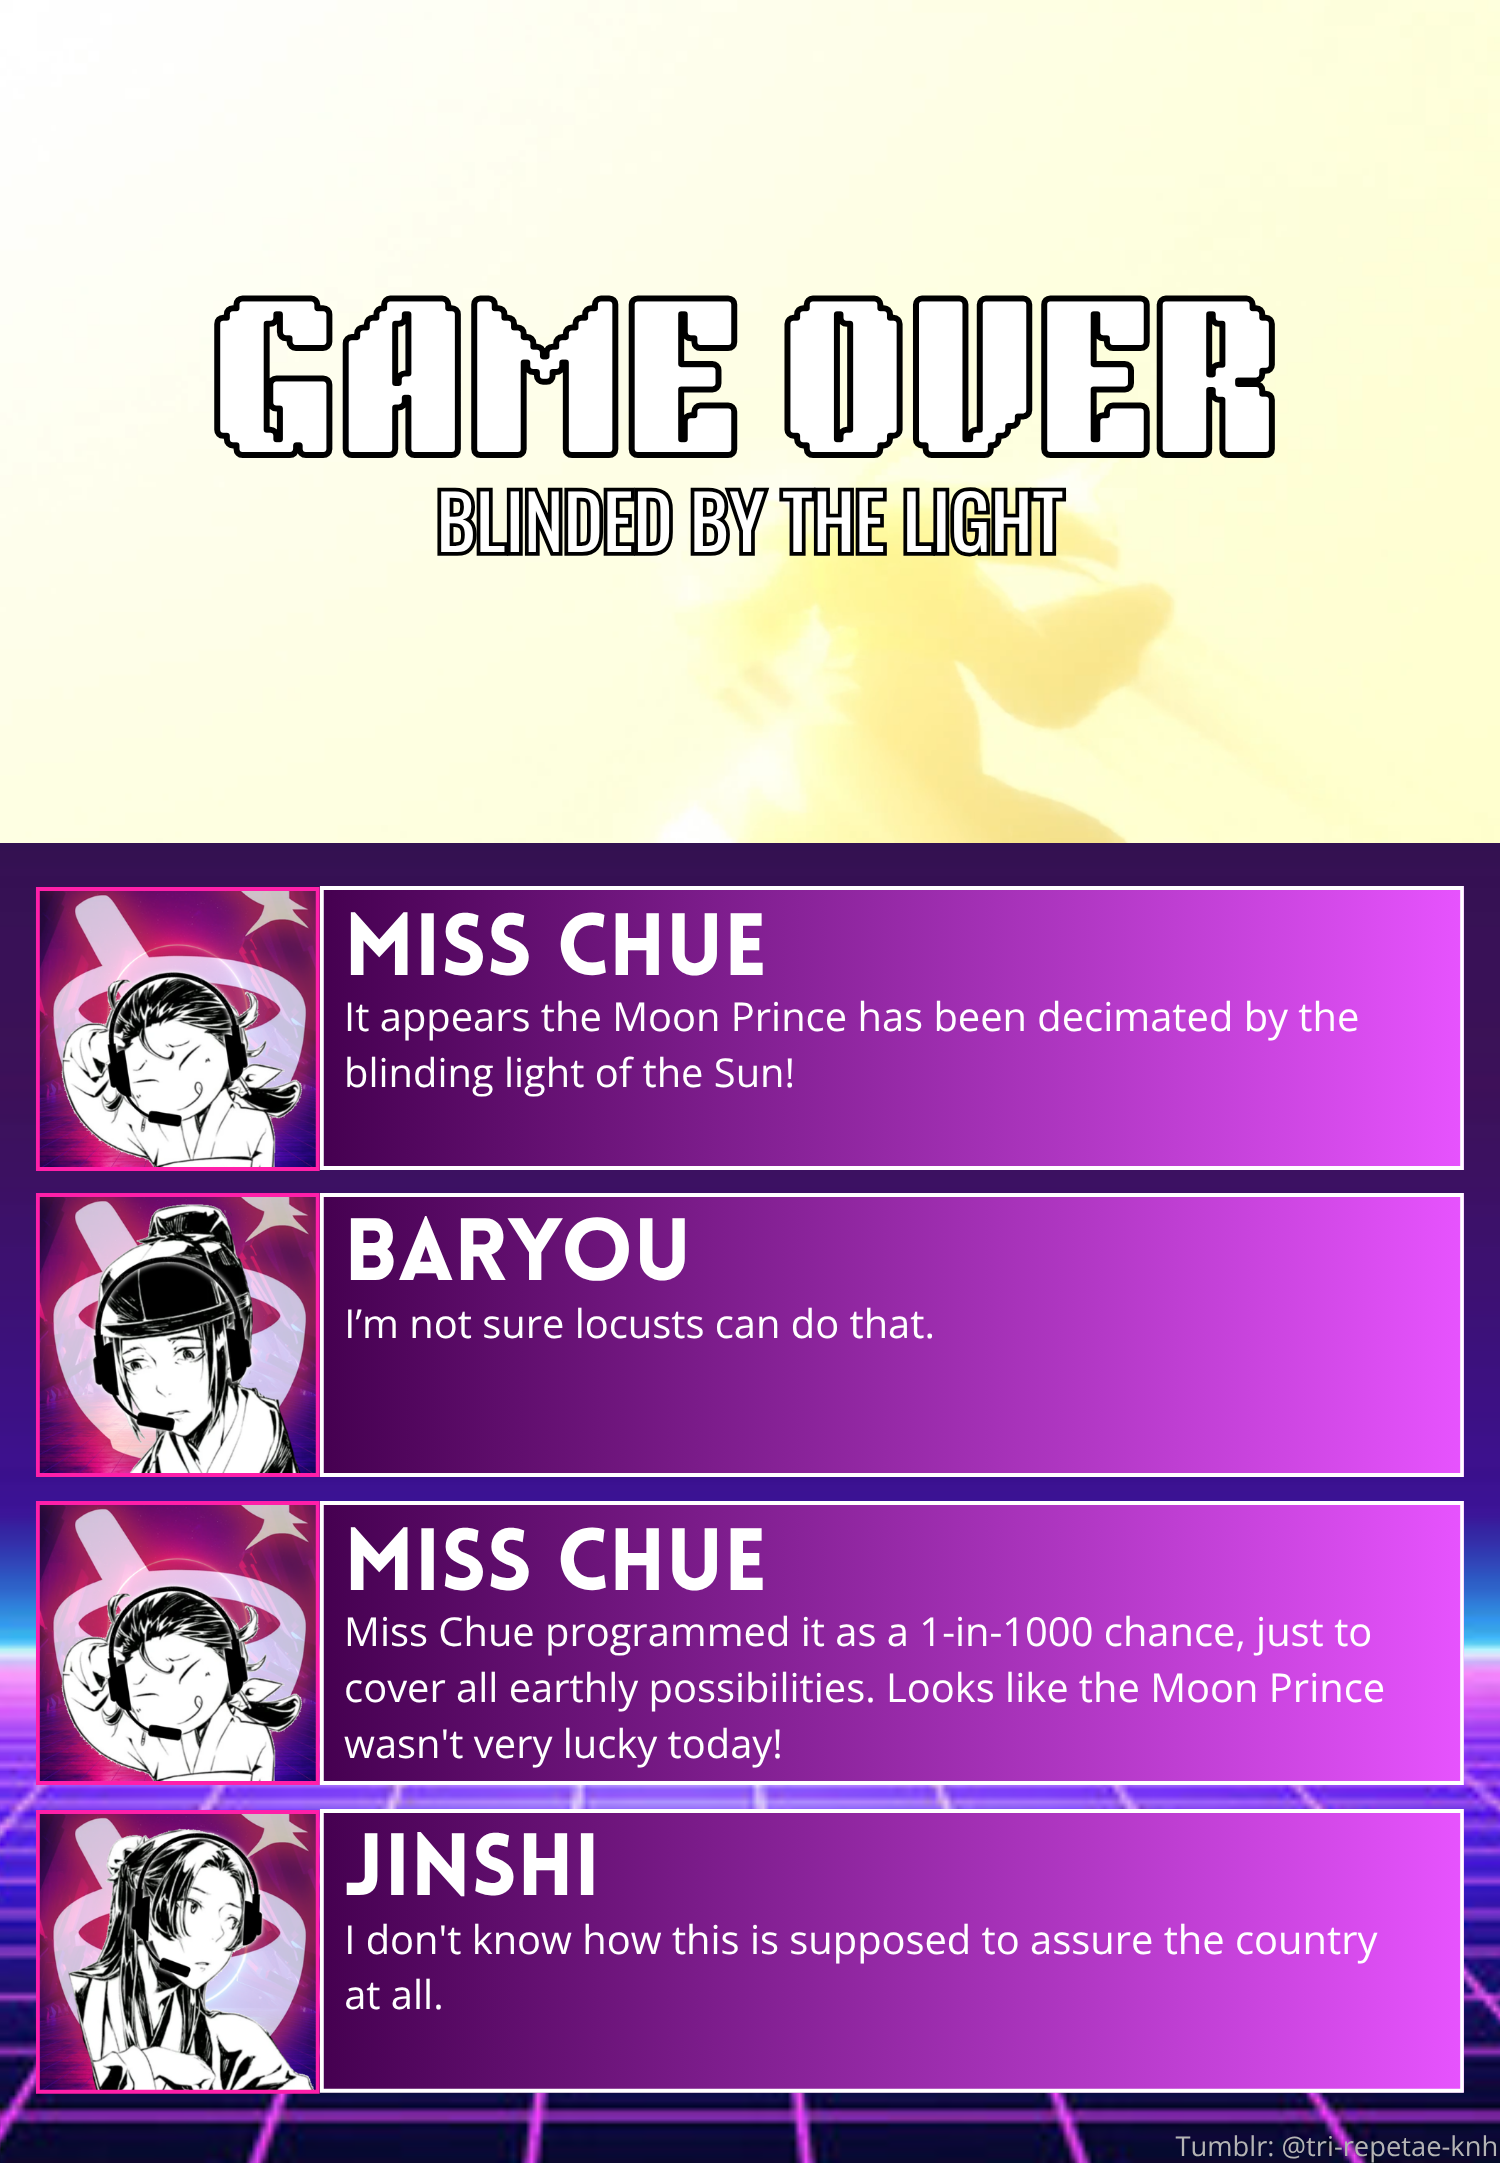 GAME OVER
BLINDED BY THE LIGHT
MISS CHUE
It appears the Moon Prince has been decimated by the
blinding light of the Sun!
BARYOU
I’m not sure locusts can do that.
MISS CHUE
Miss Chue programmed it as a 1-in-1000 chance, just to
cover all earthly possibilities. Looks like the Moon Prince
wasn't very lucky today!
JINSHI
I don't know how this is supposed to assure the country
at all.
Tumblr: @tri-repetae-knh